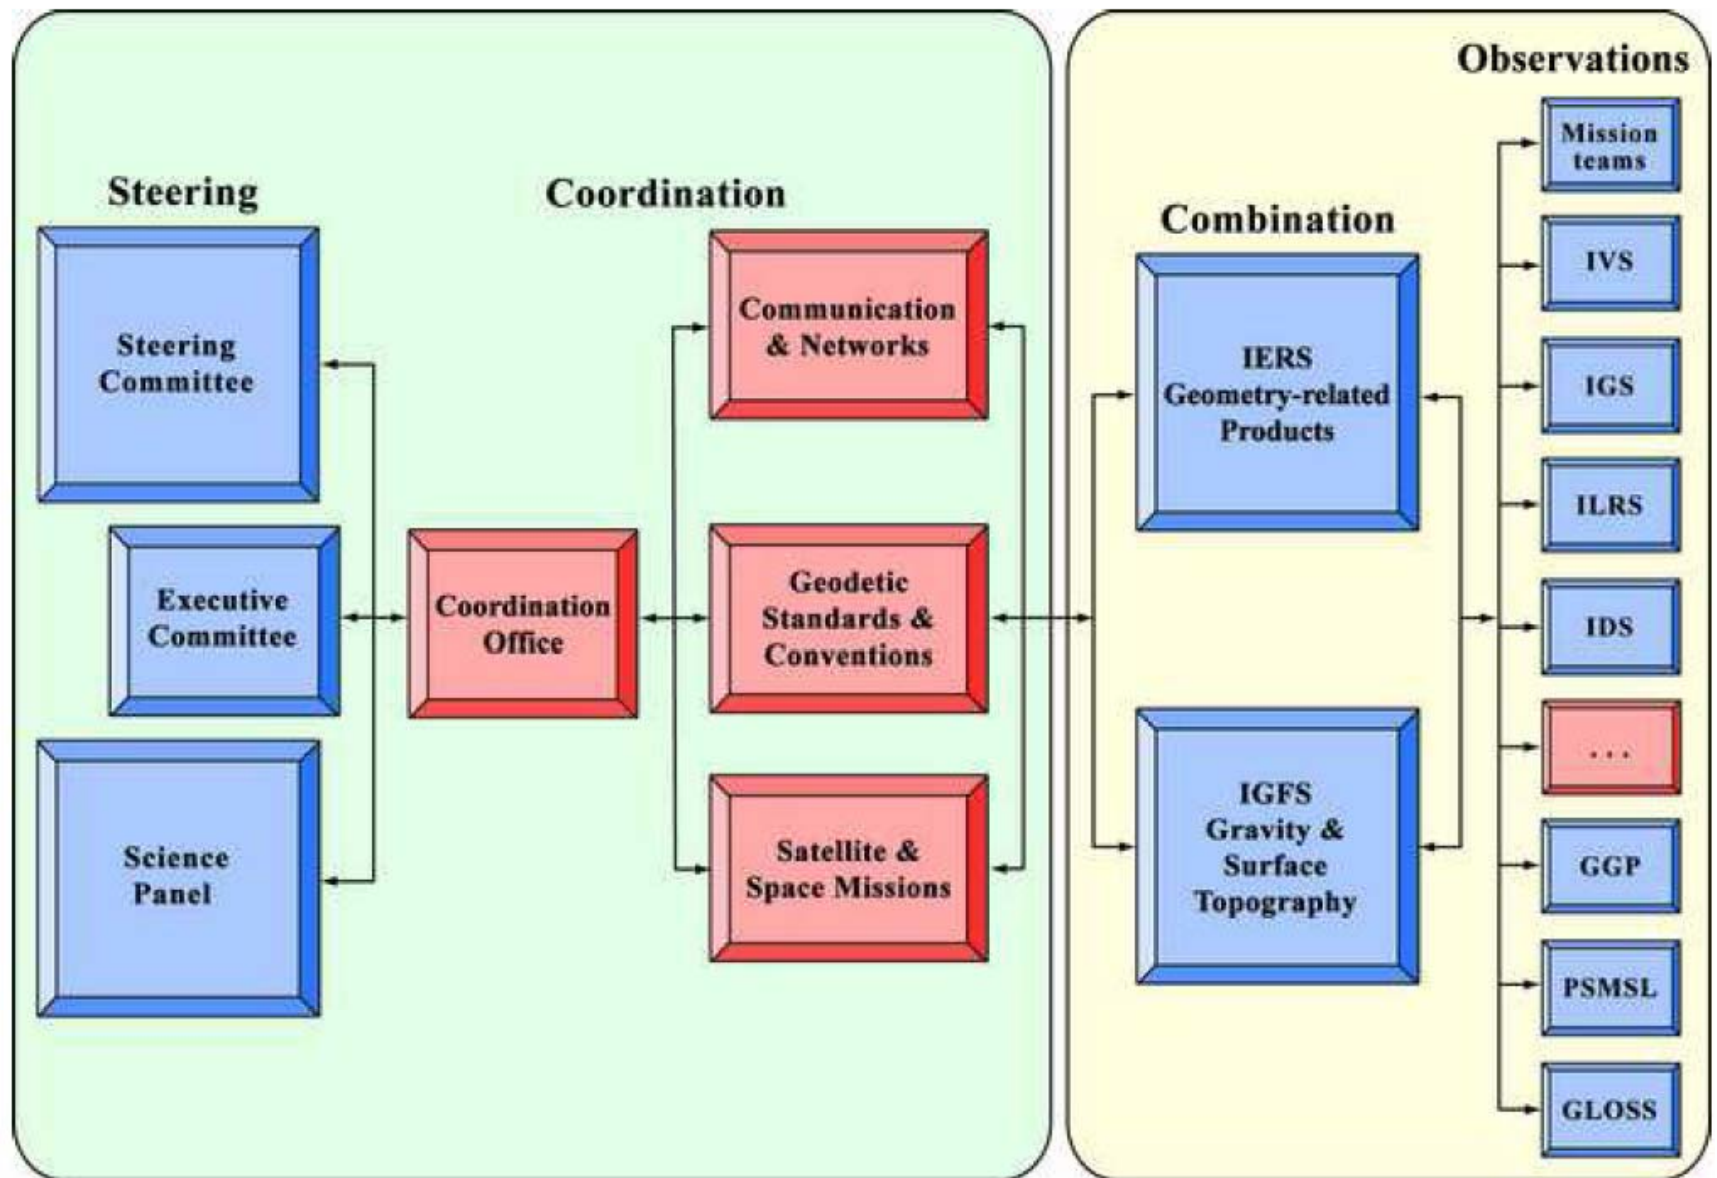 Steering
Steering
Committee
Executive
Committee
Science
Panel
Coordination
Coordination
Office
Communication
& Networks
Geodetic
Standards &
Conventions
Satellite &
Space Missions
Combination
IERS
Geometry-related
Products
IGFS
Gravity &
Surface
Topography
Observations
Mission
teams
IVS
IGS
ILRS
IDS
. . .
GGP
PSMSL
GLOSS